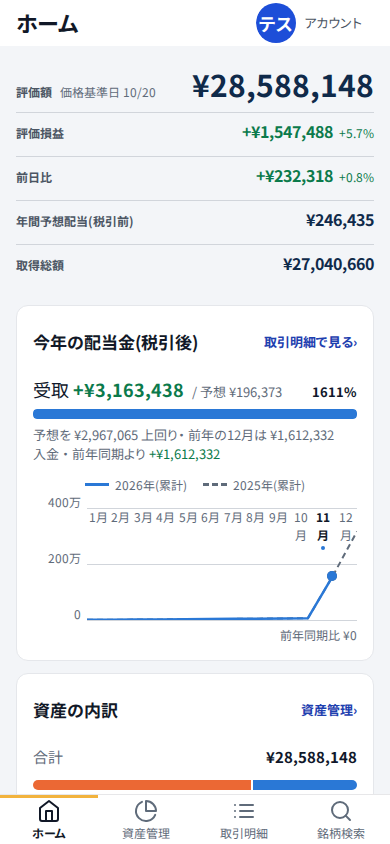 ホーム
テス アカウント
評価額 価格基準日 10/20 ¥28,588,148
評価損益 +¥1,547,488 +5.7%
前日比 +¥232,318 +0.8%
年間予想配当(税引前) ¥246,435
取得総額 ¥27,040,660
今年の配当金(税引後) 取引明細で見る›
受取 +¥3,163,438 / 予想 ¥196,373 1611%
予想を ¥2,967,065 上回り・前年の12月は ¥1,612,332
入金・前年同期より +¥1,612,332
2026年(累計) 2025年(累計)
400万
1月 2月 3月 4月 5月 6月 7月 8月 9月 10月 11月 12月
200万
0
前年同期比 ¥0
資産の内訳 資産管理›
合計 ¥28,588,148
ホーム 資産管理 取引明細 銘柄検索